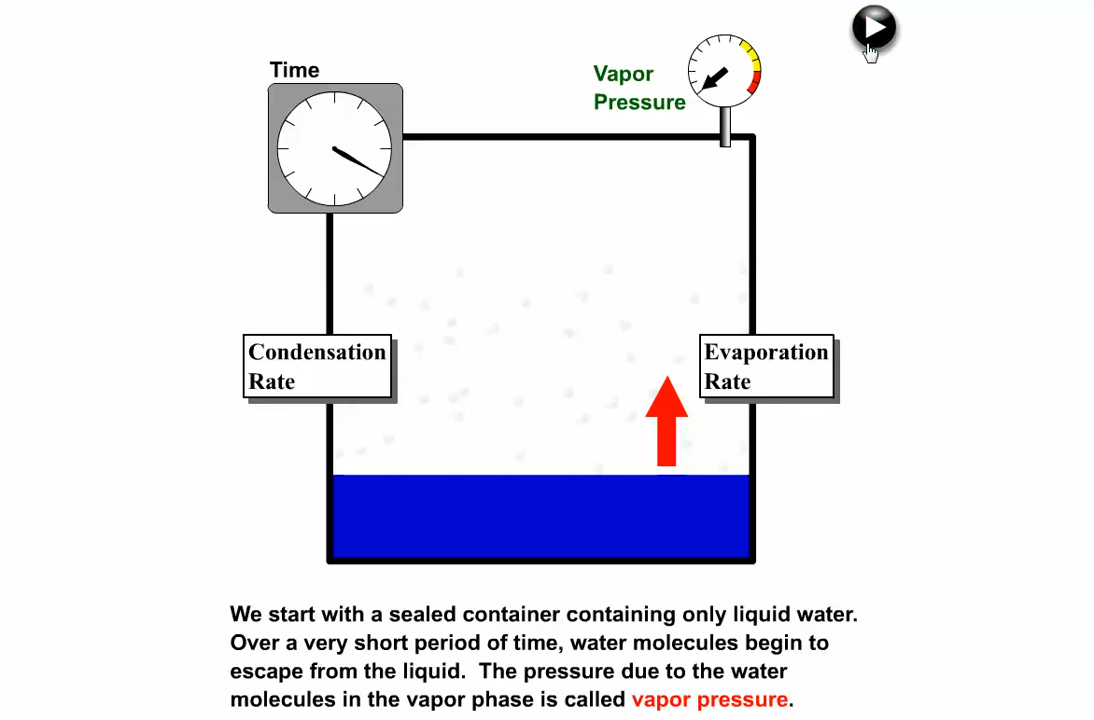 Time
Vapor
Pressure
Condensation
Rate
Evaporation
Rate
We start with a sealed container containing only liquid water.
Over a very short period of time, water molecules begin to
escape from the liquid.  The pressure due to the water
molecules in the vapor phase is called vapor pressure.